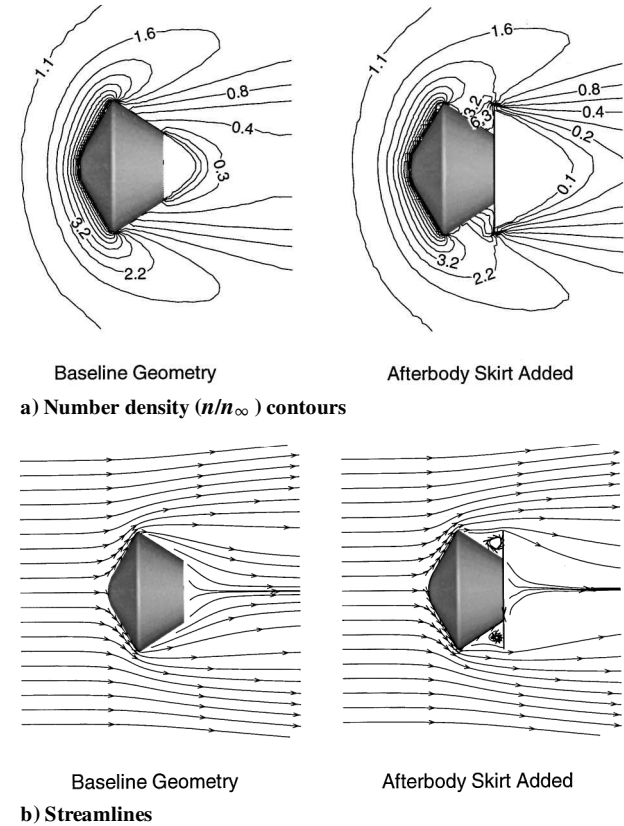 1.1
1.6
0.8
0.4
0.3
3.2
2.2
1.1
1.6
0.8
0.4
0.2
0.1
3.2
3.2
2.2
Baseline Geometry
Afterbody Skirt Added
a) Number density (n/n∞ ) contours
Baseline Geometry
Afterbody Skirt Added
b) Streamlines